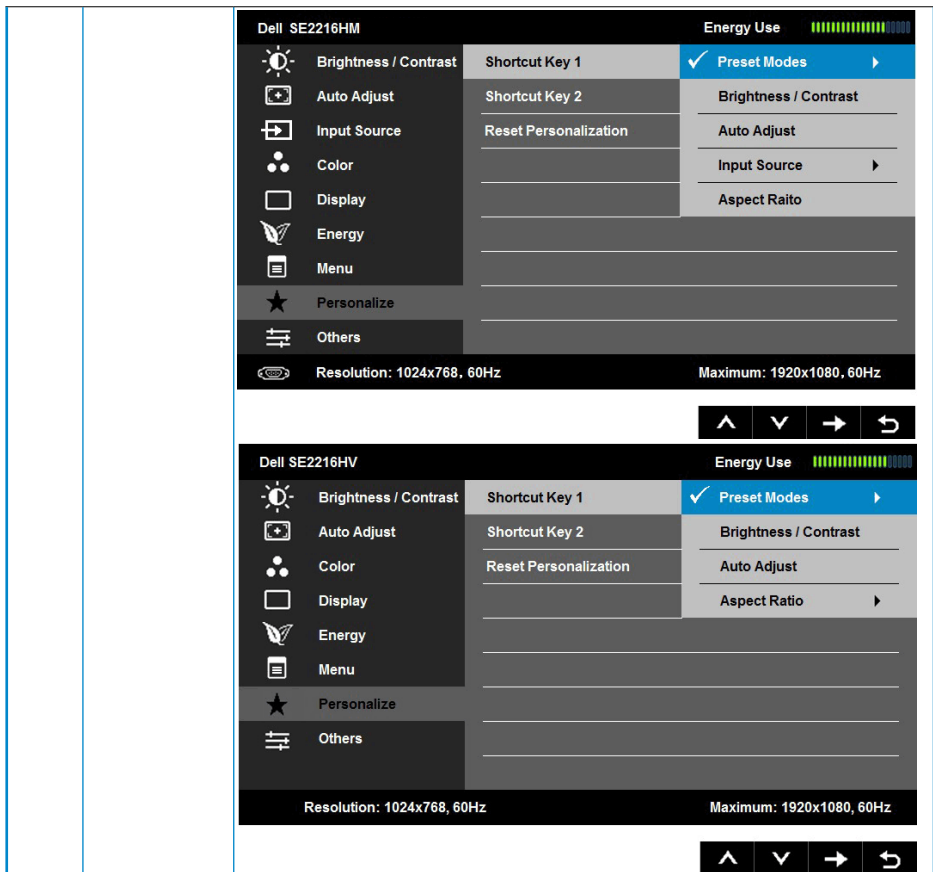 Dell SE2216HM Energy Use
Brightness / Contrast Shortcut Key 1 Preset Modes
Auto Adjust Shortcut Key 2 Brightness / Contrast
Input Source Reset Personalization Auto Adjust
Color Input Source
Display Aspect Raito
Energy
Menu
Personalize
Others
Resolution: 1024x768, 60Hz Maximum: 1920x1080, 60Hz
Dell SE2216HV Energy Use
Brightness / Contrast Shortcut Key 1 Preset Modes
Auto Adjust Shortcut Key 2 Brightness / Contrast
Color Reset Personalization Auto Adjust
Display Aspect Ratio
Energy
Menu
Personalize
Others
Resolution: 1024x768, 60Hz Maximum: 1920x1080, 60Hz